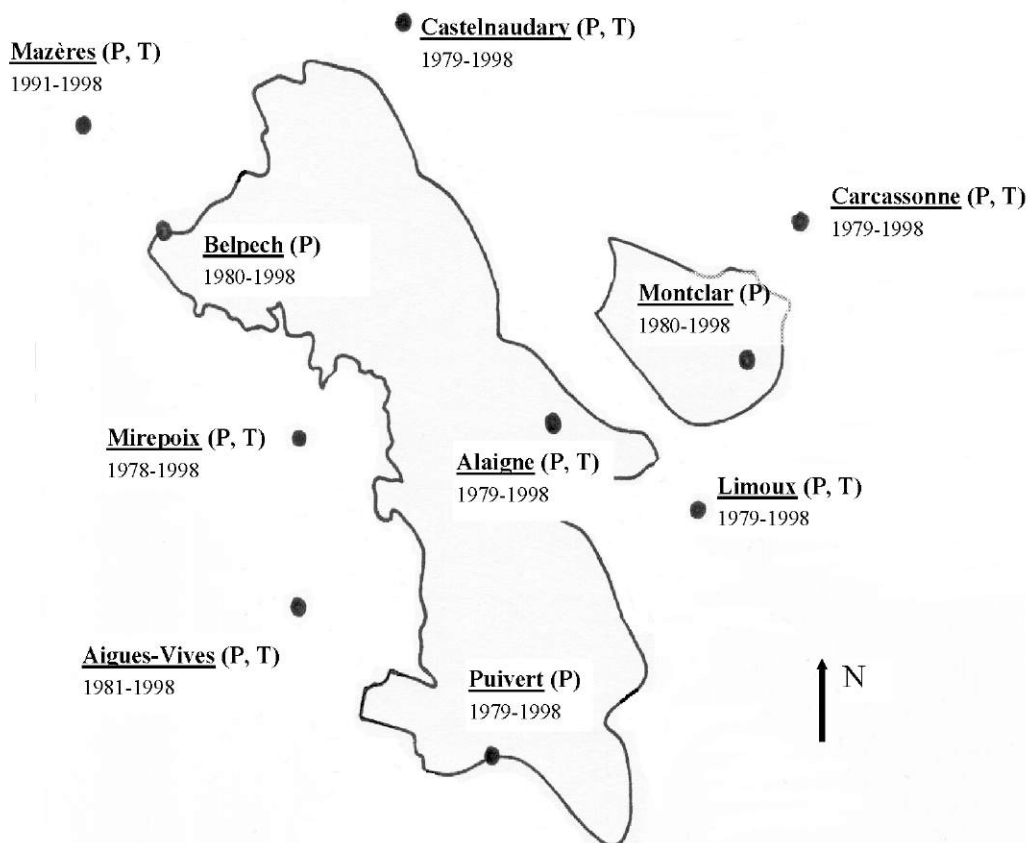 Castelnaudary (P, T)
1979-1998
Mazères (P, T)
1991-1998
Carcassonne (P, T)
1979-1998
Belpech (P)
1980-1998
Montclar (P)
1980-1998
Mirepoix (P, T)
1978-1998
Alaigne (P, T)
1979-1998
Limoux (P, T)
1979-1998
Aigues-Vives (P, T)
1981-1998
Puivert (P)
1979-1998
N